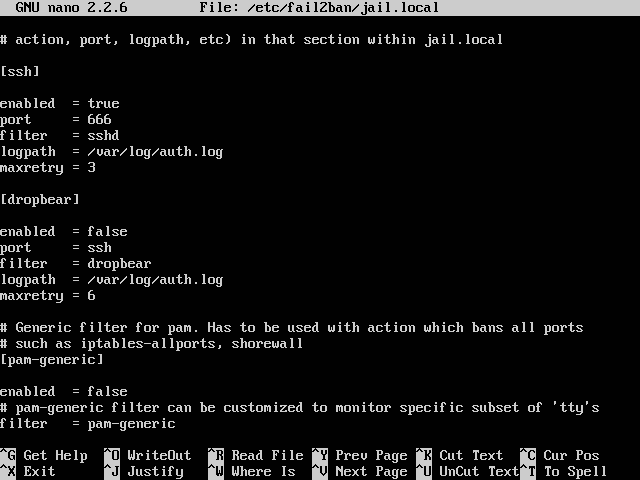 GNU nano 2.2.6 File: /etc/fail2ban/jail.local
# action, port, logpath, etc) in that section within jail.local
[ssh]
enabled = true
port = 666
filter = sshd
logpath = /var/log/auth.log
maxretry = 3
[dropbear]
enabled = false
port = ssh
filter = dropbear
logpath = /var/log/auth.log
maxretry = 6
# Generic filter for pam. Has to be used with action which bans all ports
# such as iptables-allports, shorewall
[pam-generic]
enabled = false
# pam-generic filter can be customized to monitor specific subset of 'tty's
filter = pam-generic
^G Get Help ^O WriteOut ^R Read File ^Y Prev Page ^K Cut Text ^C Cur Pos
^X Exit ^J Justify ^W Where Is ^V Next Page ^U UnCut Text ^T To Spell